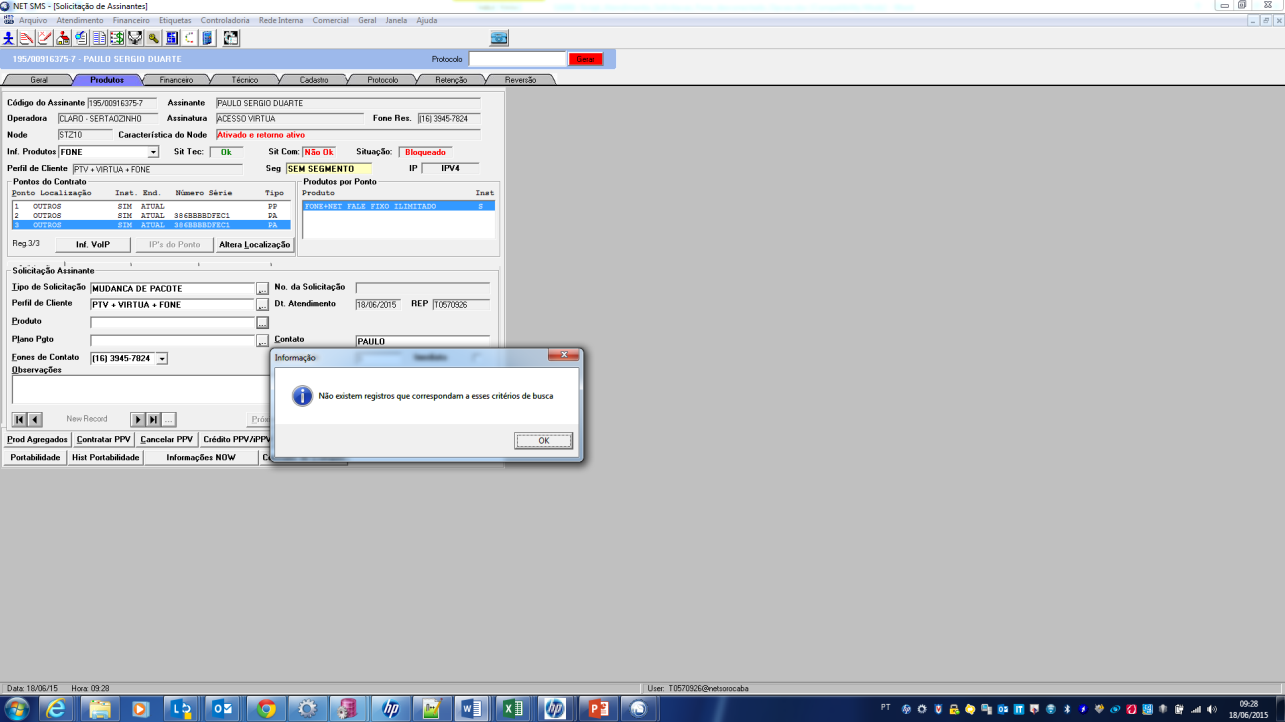 NET SMS - [Solicitação de Assinantes]
Arquivo Atendimento Financeiro Etiquetas Controladoria Rede Interna Comercial Geral Janela Ajuda
195/00916375-7 - PAULO SERGIO DUARTE
Protocolo
Gerar
Geral Produtos Financeiro Técnico Cadastro Protocolo Retenção Reversão
Código do Assinante 195/00916375-7 Assinante PAULO SERGIO DUARTE
Operadora CLARO - SERTAOZINHO Assinatura ACESSO VIRTUA Fone Res. (16) 3945-7824
Node STZ10 Característica do Node Ativado e retorno ativo
Inf. Produtos FONE Sit Tec: Ok Sit Com: Não Ok Situação: Bloqueado
Perfil de Cliente PTV + VIRTUA + FONE Seg SEM SEGMENTO IP IPV4
Pontos do Contrato
Ponto Localização Inst. End. Número Série Tipo
1 OUTROS SIM ATUAL PP
2 OUTROS SIM ATUAL 386BBBBDFEC1 PA
3 OUTROS SIM ATUAL 386BBBBDFEC1 PA
Reg.3/3 Inf. VoIP IP's do Ponto Altera Localização
Produtos por Ponto
Produto Inst
FONE+NET FALE FIXO ILIMITADO S
Solicitação Assinante
Tipo de Solicitação MUDANCA DE PACOTE ... No. da Solicitação
Perfil de Cliente PTV + VIRTUA + FONE ... Dt. Atendimento 18/06/2015 REP T0570926
Produto ...
Plano Pgto ... Contato PAULO
Fones de Contato (16) 3945-7824
Observações
New Record ...
Prod Agregados Contratar PPV Cancelar PPV Crédito PPV/iPPV
Portabilidade Hist Portabilidade Informações NOW
Informação
Não existem registros que correspondam a esses critérios de busca
OK
Data: 18/06/15 Hora: 09:28 User: T0570926@netsorocaba
PT
09:28
18/06/2015